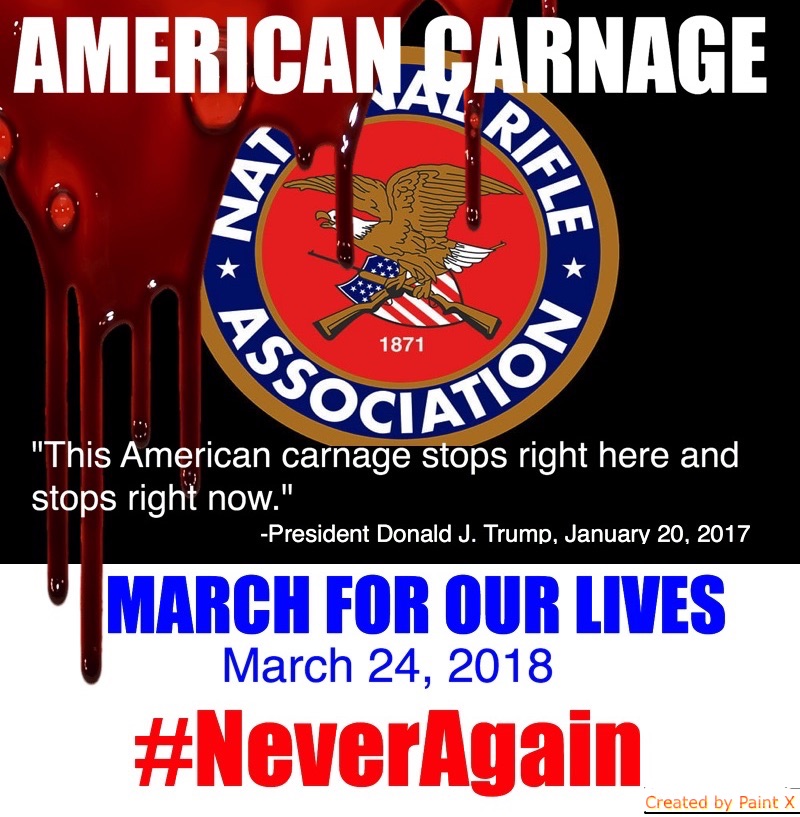 AMERICAN CARNAGE
NATIONAL RIFLE
ASSOCIATION
1871
"This American carnage stops right here and
stops right now."
-President Donald J. Trump, January 20, 2017
MARCH FOR OUR LIVES
March 24, 2018
#NeverAgain
Created by Paint X